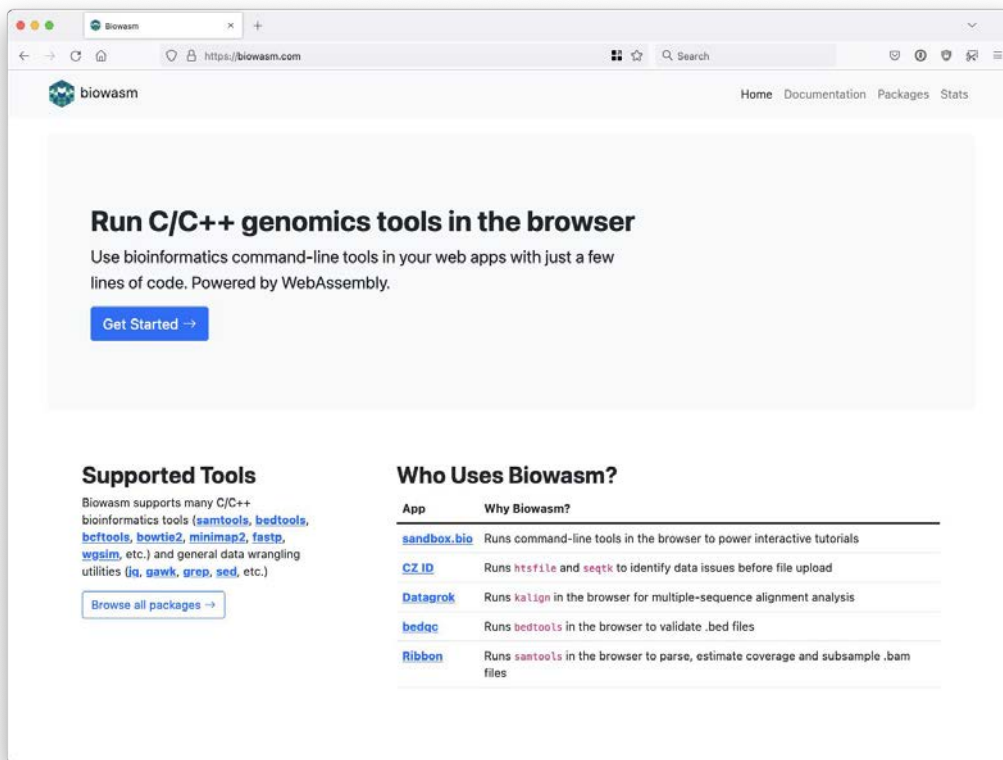 Biowasm
https://biowasm.com
Search
biowasm
Home Documentation Packages Stats
Run C/C++ genomics tools in the browser
Use bioinformatics command-line tools in your web apps with just a few
lines of code. Powered by WebAssembly.
Get Started →
Supported Tools
Biowasm supports many C/C++
bioinformatics tools (samtools, bedtools,
bcftools, bowtie2, minimap2, fastp,
wgsim, etc.) and general data wrangling
utilities (jq, gawk, grep, sed, etc.)
Browse all packages →
Who Uses Biowasm?
App Why Biowasm?
sandbox.bio Runs command-line tools in the browser to power interactive tutorials
CZ ID Runs htsfile and seqtk to identify data issues before file upload
Datagrok Runs kalign in the browser for multiple-sequence alignment analysis
bedqc Runs bedtools in the browser to validate .bed files
Ribbon Runs samtools in the browser to parse, estimate coverage and subsample .bam
files